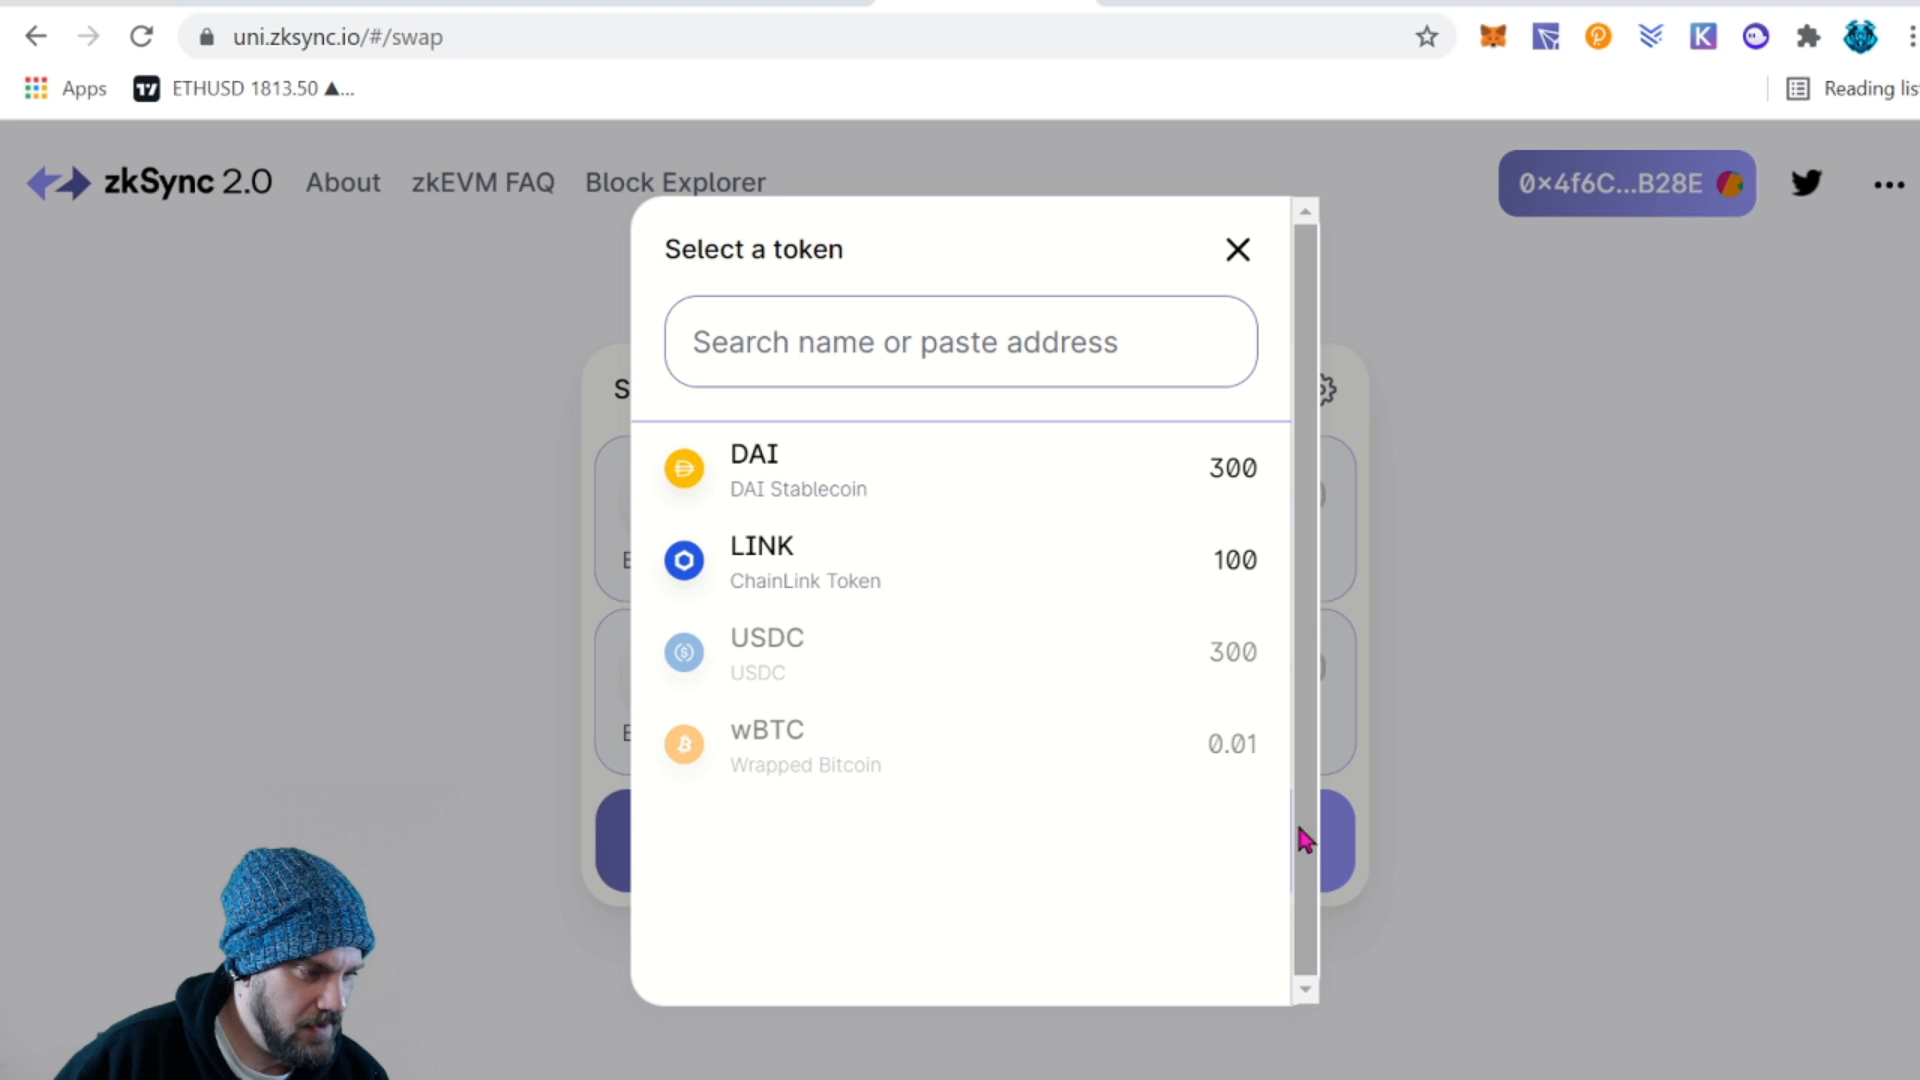 uni.zksync.io/#/swap
Apps
ETHUSD 1813.50 ▲...
Reading lis
zkSync 2.0
About
zkEVM FAQ
Block Explorer
0×4f6C...B28E
Select a token
Search name or paste address
S
DAI
300
DAI Stablecoin
LINK
100
ChainLink Token
USDC
300
USDC
wBTC
0.01
Wrapped Bitcoin